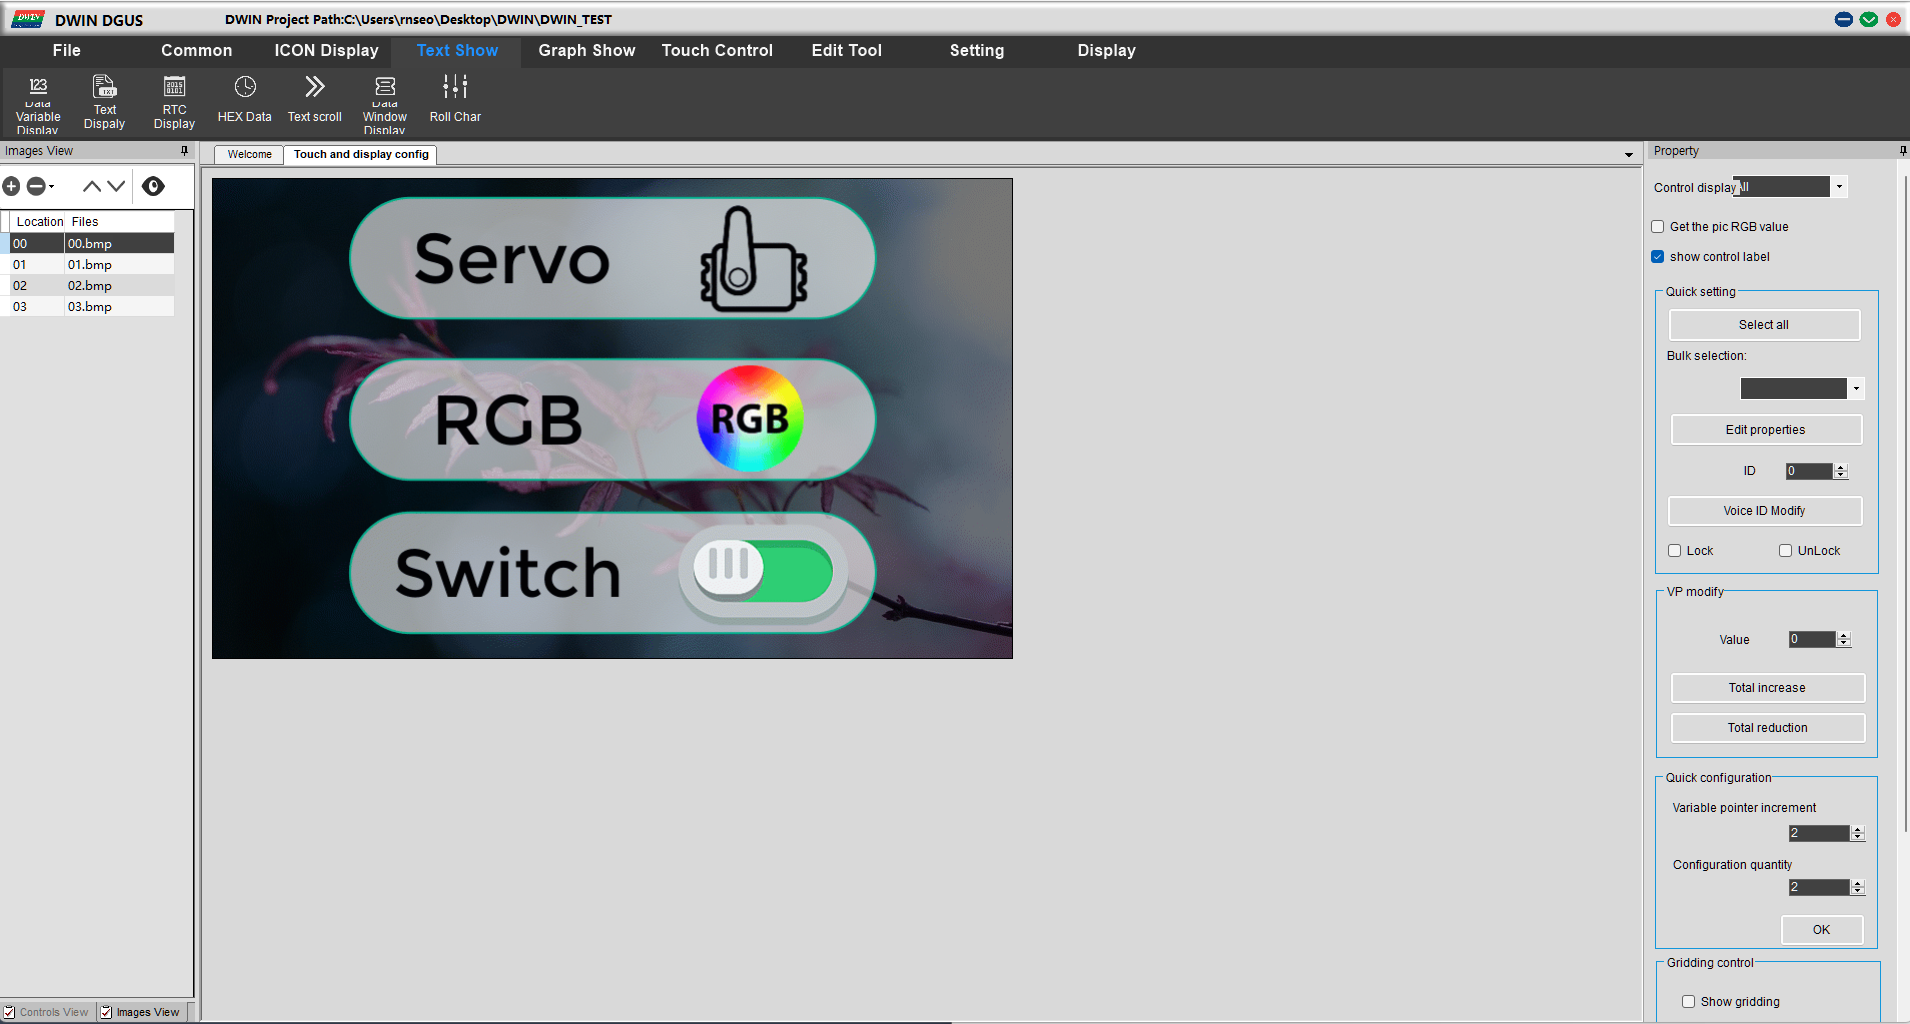 DWIN DWIN DGUS DWIN Project Path:C:\Users\rnseo\Desktop\DWIN\DWIN_TEST
File Common ICON Display Text Show Graph Show Touch Control Edit Tool Setting Display
123
Data
Variable
Display
TXT
Text
Dispaly
2015
0101
RTC
Display
HEX Data
Text scroll
Data
Window
Display
Roll Char
Images View
Location Files
00 00.bmp
01 01.bmp
02 02.bmp
03 03.bmp
Controls View Images View
Welcome Touch and display config
Servo
RGB RGB
Switch
Property
Control display All
Get the pic RGB value
show control label
Quick setting
Select all
Bulk selection:
Edit properties
ID 0
Voice ID Modify
Lock UnLock
VP modify
Value 0
Total increase
Total reduction
Quick configuration
Variable pointer increment
2
Configuration quantity
2
OK
Gridding control
Show gridding